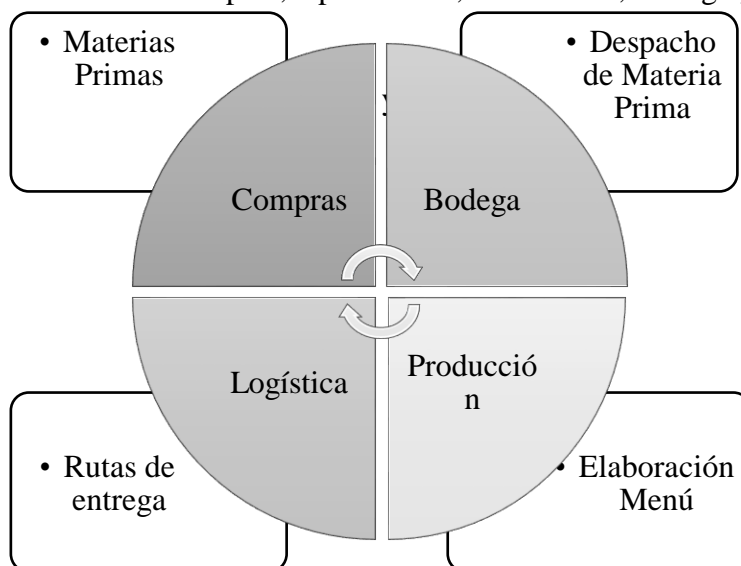 • Materias
Primas
• Despacho
de Materia
Prima
Compras
Bodega
Logística
Producció
n
• Rutas de
entrega
• Elaboración
Menú